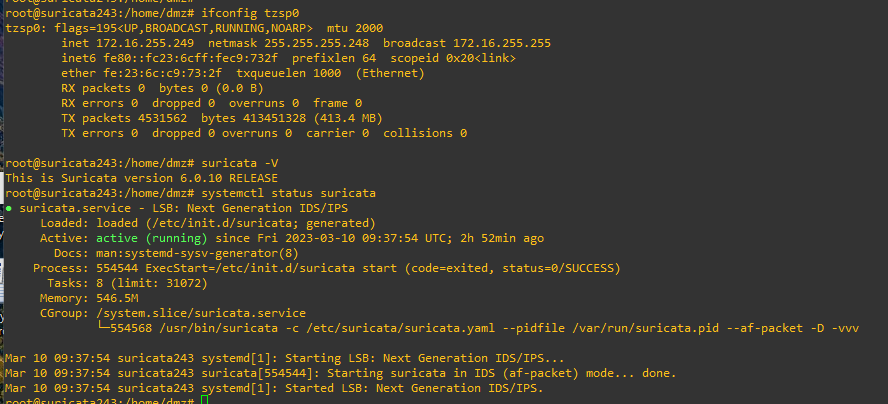 root@suricata243:/home/dmz#
root@suricata243:/home/dmz# ifconfig tzsp0
tzsp0: flags=195<UP,BROADCAST,RUNNING,NOARP>  mtu 2000
        inet 172.16.255.249  netmask 255.255.255.248  broadcast 172.16.255.255
        inet6 fe80::fc23:6cff:fec9:732f  prefixlen 64  scopeid 0x20<link>
        ether fe:23:6c:c9:73:2f  txqueuelen 1000  (Ethernet)
        RX packets 0  bytes 0 (0.0 B)
        RX errors 0  dropped 0  overruns 0  frame 0
        TX packets 4531562  bytes 413451328 (413.4 MB)
        TX errors 0  dropped 0 overruns 0  carrier 0  collisions 0
root@suricata243:/home/dmz# suricata -V
This is Suricata version 6.0.10 RELEASE
root@suricata243:/home/dmz# systemctl status suricata
● suricata.service - LSB: Next Generation IDS/IPS
     Loaded: loaded (/etc/init.d/suricata; generated)
     Active: active (running) since Fri 2023-03-10 09:37:54 UTC; 2h 52min ago
       Docs: man:systemd-sysv-generator(8)
    Process: 554544 ExecStart=/etc/init.d/suricata start (code=exited, status=0/SUCCESS)
      Tasks: 8 (limit: 31072)
     Memory: 546.5M
     CGroup: /system.slice/suricata.service
             └─554568 /usr/bin/suricata -c /etc/suricata/suricata.yaml --pidfile /var/run/suricata.pid --af-packet -D -vvv
Mar 10 09:37:54 suricata243 systemd[1]: Starting LSB: Next Generation IDS/IPS...
Mar 10 09:37:54 suricata243 suricata[554544]: Starting suricata in IDS (af-packet) mode... done.
Mar 10 09:37:54 suricata243 systemd[1]: Started LSB: Next Generation IDS/IPS.
root@suricata243:/home/dmz#